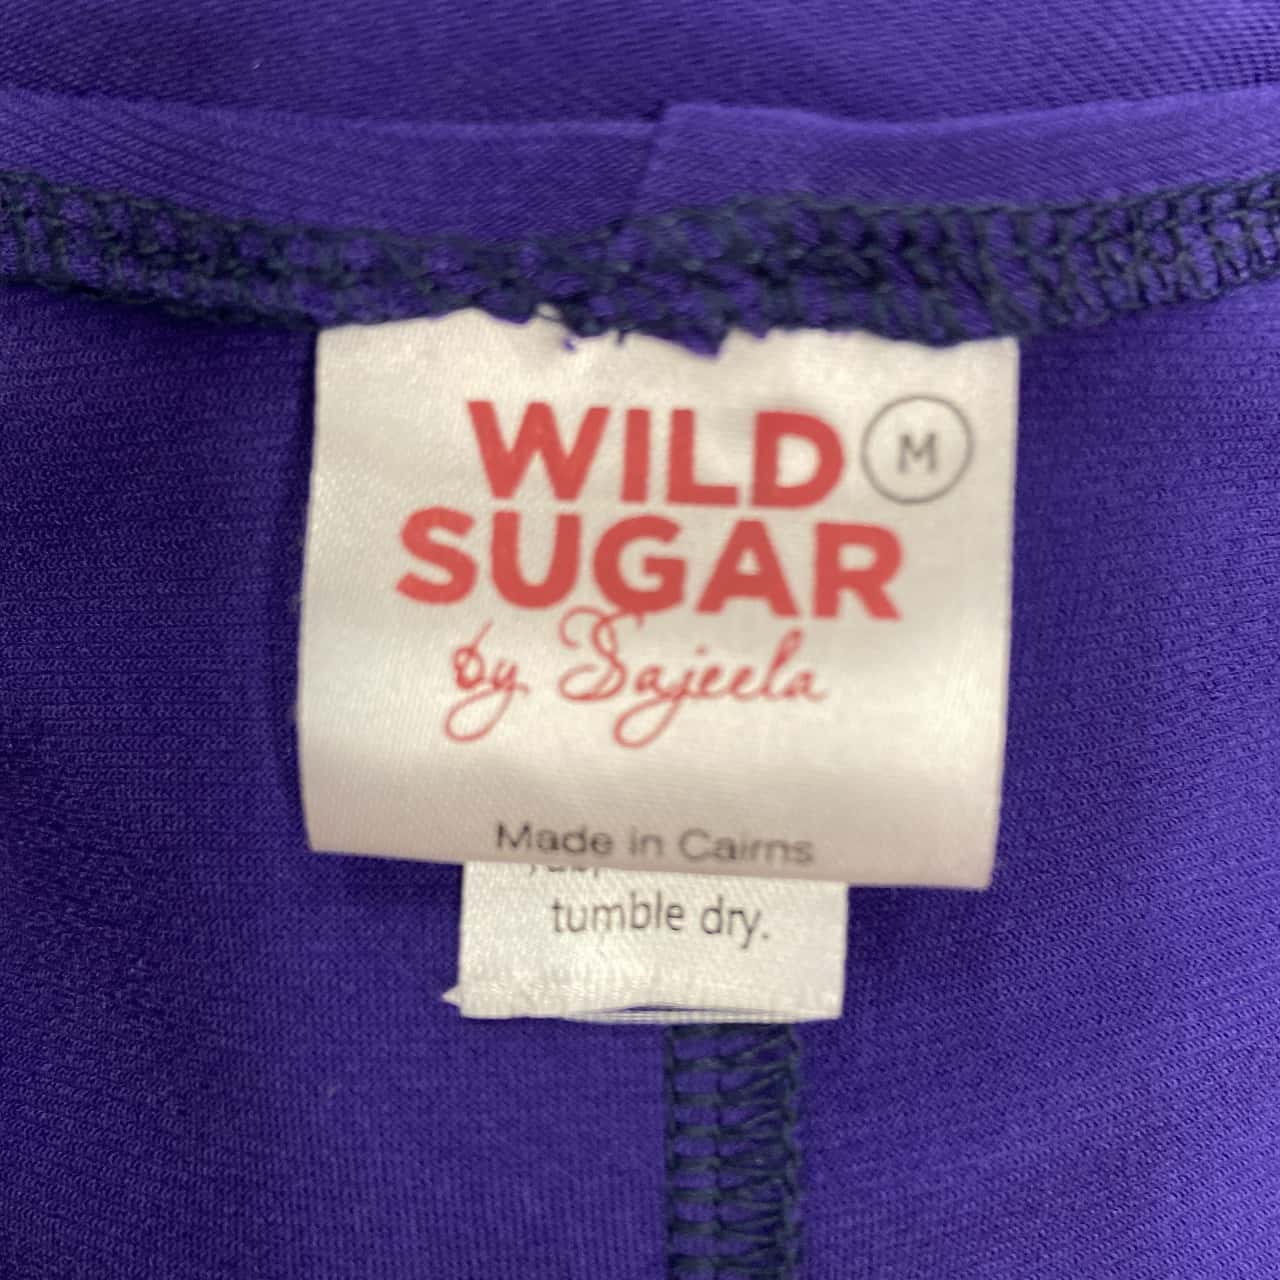 WILD M
SUGAR
by Sajeela
Made in Cairns
tumble dry.